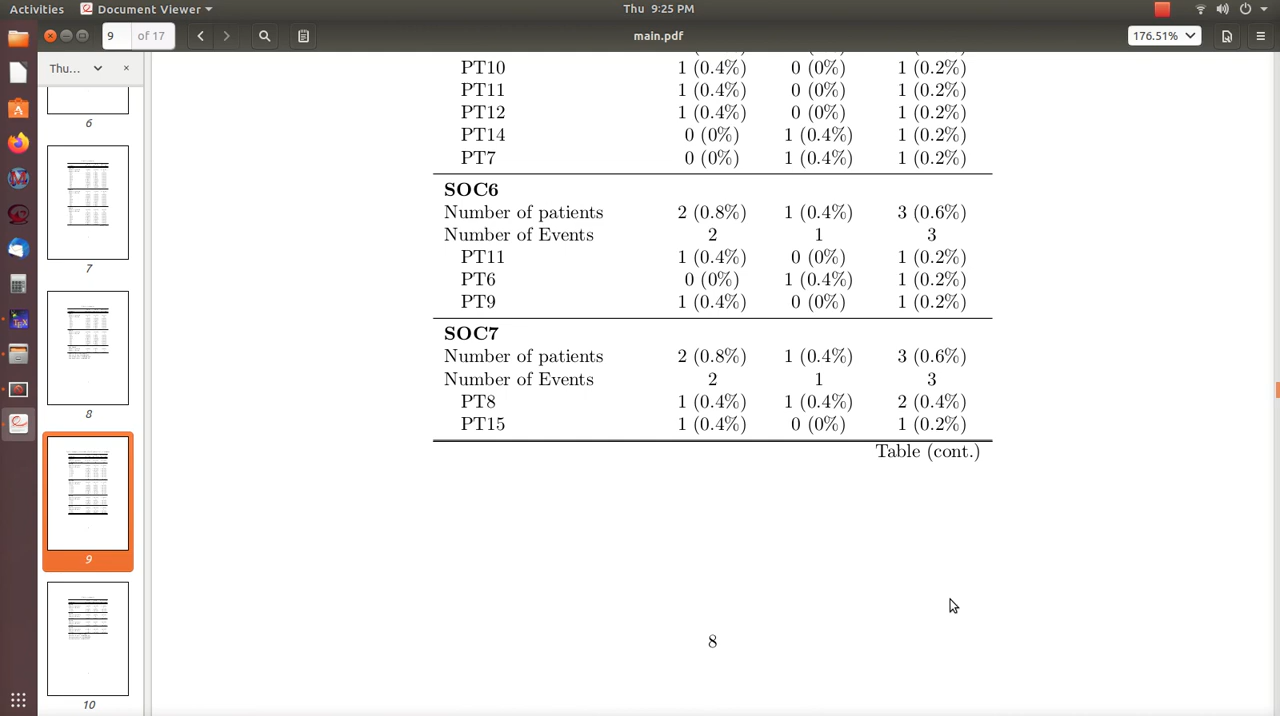 Activities Document Viewer Thu 9:25 PM
9 of 17 main.pdf 176.51%
Thu...
6
7
8
9
10
PT10 1 (0.4%) 0 (0%) 1 (0.2%)
PT11 1 (0.4%) 0 (0%) 1 (0.2%)
PT12 1 (0.4%) 0 (0%) 1 (0.2%)
PT14 0 (0%) 1 (0.4%) 1 (0.2%)
PT7 0 (0%) 1 (0.4%) 1 (0.2%)
SOC6
Number of patients 2 (0.8%) 1 (0.4%) 3 (0.6%)
Number of Events 2 1 3
PT11 1 (0.4%) 0 (0%) 1 (0.2%)
PT6 0 (0%) 1 (0.4%) 1 (0.2%)
PT9 1 (0.4%) 0 (0%) 1 (0.2%)
SOC7
Number of patients 2 (0.8%) 1 (0.4%) 3 (0.6%)
Number of Events 2 1 3
PT8 1 (0.4%) 1 (0.4%) 2 (0.4%)
PT15 1 (0.4%) 0 (0%) 1 (0.2%)
Table (cont.)
8